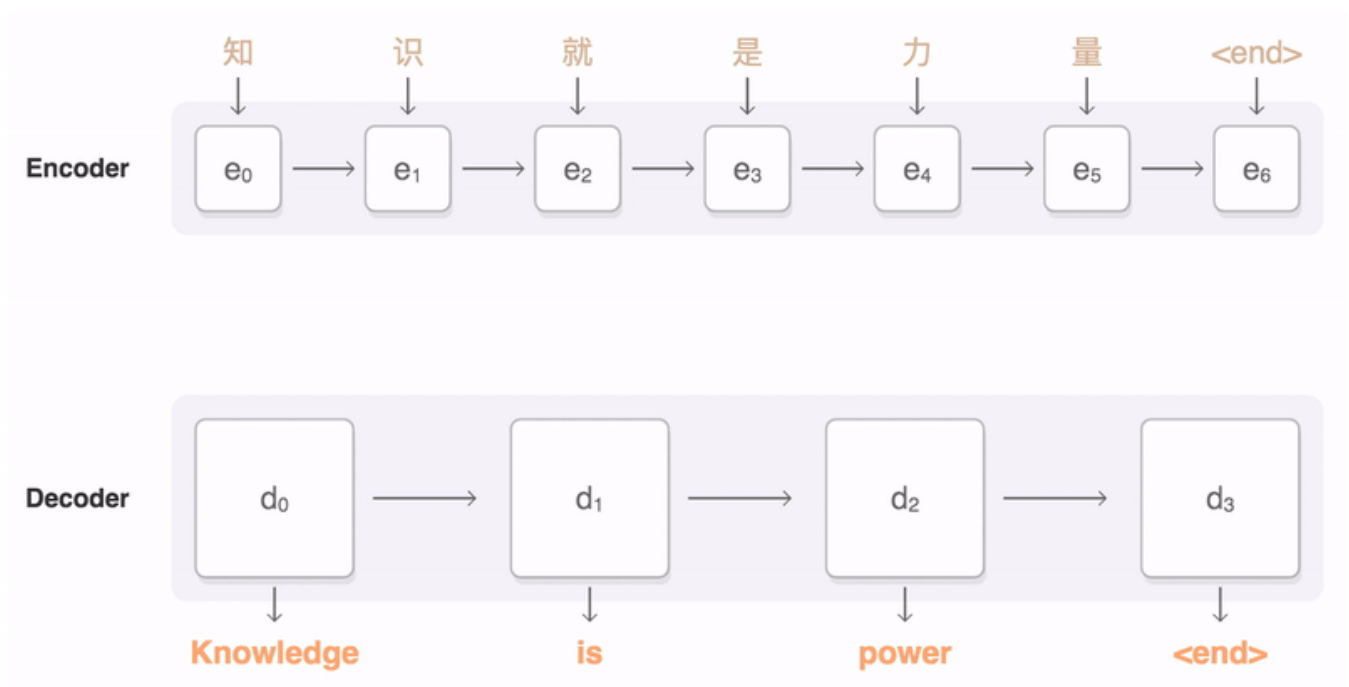 知 识 就 是 力 量 <end>
Encoder e₀ e₁ e₂ e₃ e₄ e₅ e₆
Decoder d₀ d₁ d₂ d₃
Knowledge is power <end>